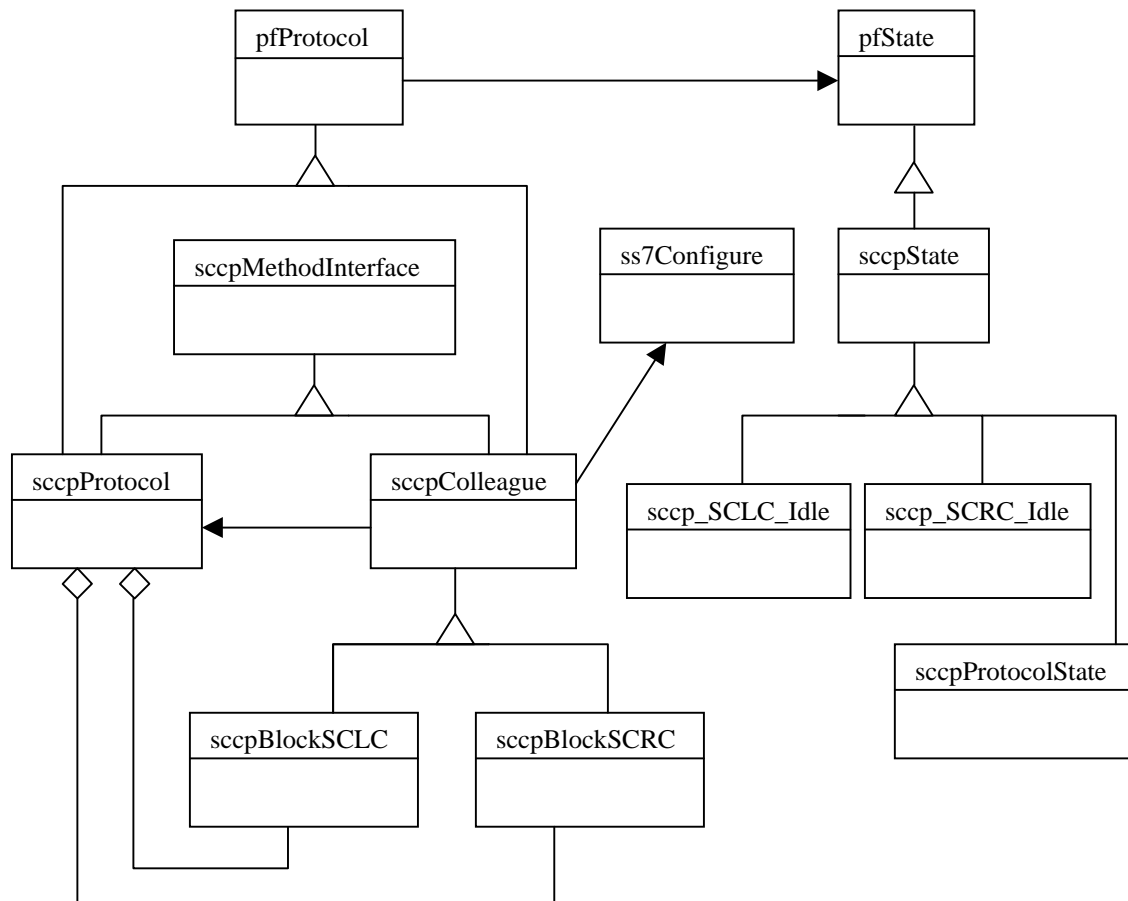 pfProtocol
pfState
sccpMethodInterface
ss7Configure
sccpState
sccpProtocol
sccpColleague
sccp_SCLC_Idle
sccp_SCRC_Idle
sccpProtocolState
sccpBlockSCLC
sccpBlockSCRC